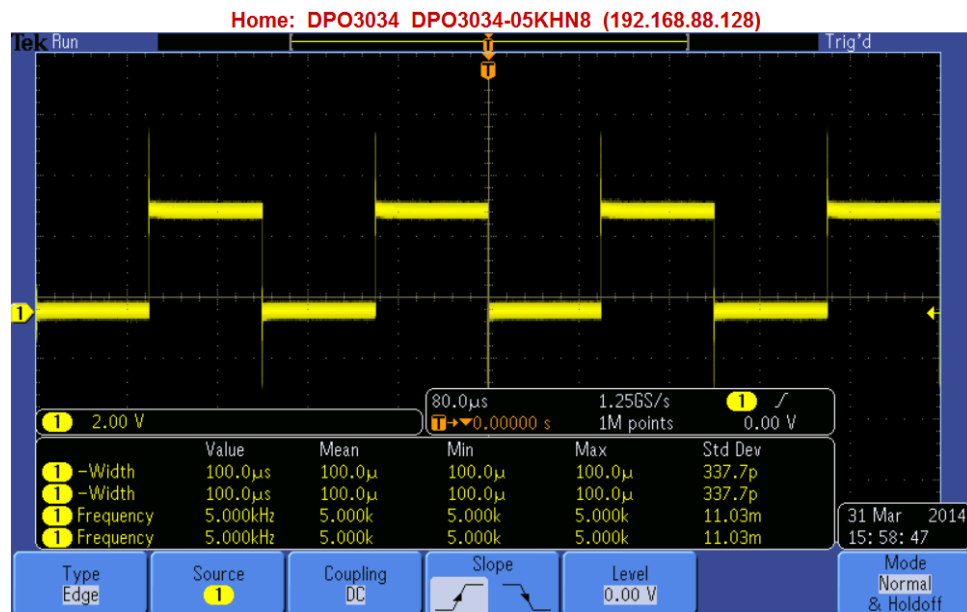 Home: DPO3034 DPO3034-05KHN8 (192.168.88.128)
Tek Run Trig'd
T
T
1
1 2.00 V
80.0µs 1.25GS/s 1
T→▼0.00000 s 1M points 0.00 V
Value Mean Min Max Std Dev
1 -Width 100.0µs 100.0µ 100.0µ 100.0µ 337.7p
1 -Width 100.0µs 100.0µ 100.0µ 100.0µ 337.7p
1 Frequency 5.000kHz 5.000k 5.000k 5.000k 11.03m
1 Frequency 5.000kHz 5.000k 5.000k 5.000k 11.03m
31 Mar 2014
15:58:47
Type
Edge
Source
1
Coupling
DC
Slope
Level
0.00 V
Mode
Normal
& Holdoff